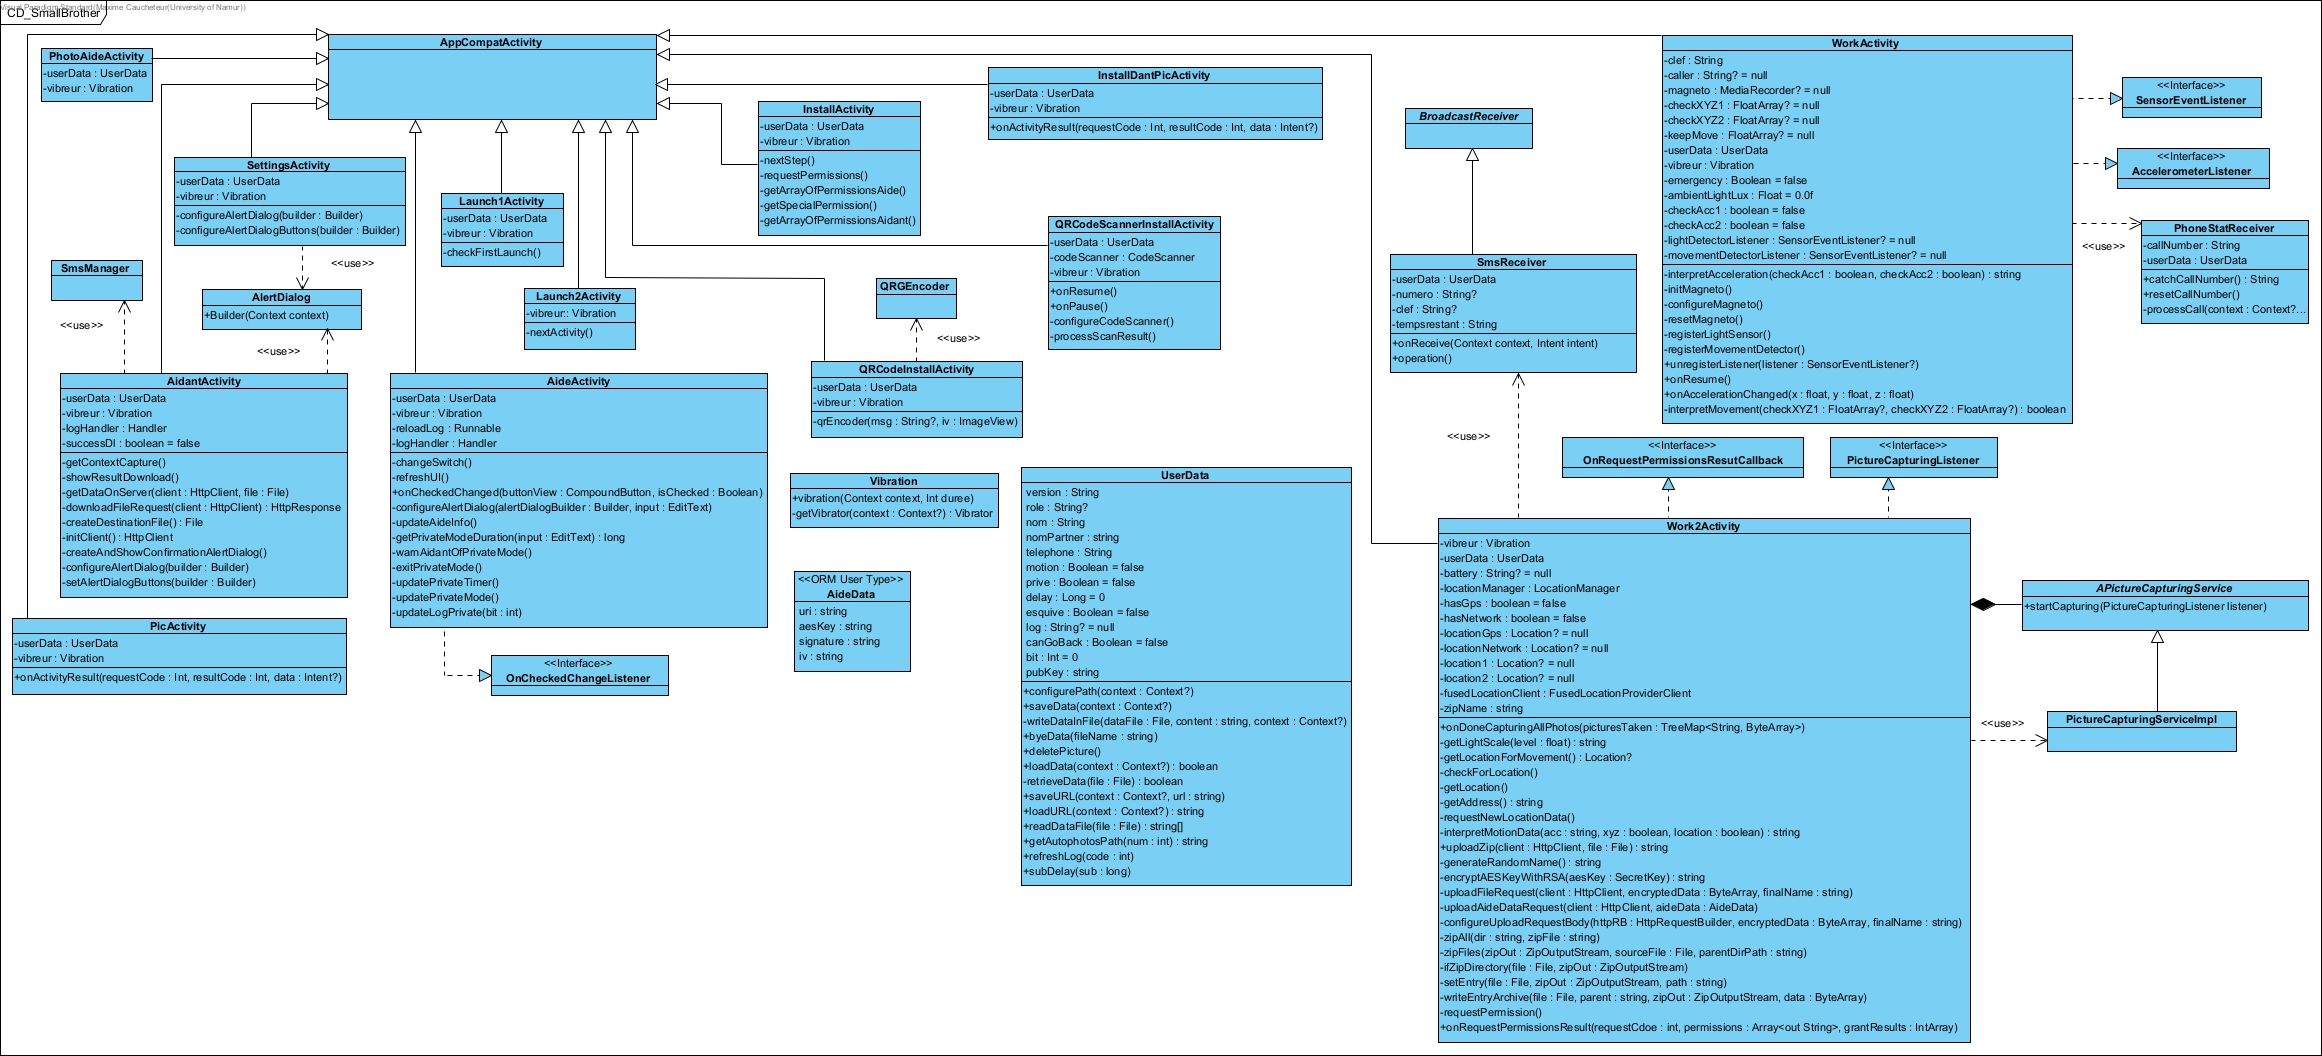 Visual Paradigm Standard(Maxime Caucheteur(University of Namur))
CD_SmallBrother
AppCompatActivity
PhotoAideActivity
-userData : UserData
-vibreur : Vibration
SettingsActivity
-userData : UserData
-vibreur : Vibration
-configureAlertDialog(builder : Builder)
-configureAlertDialogButtons(builder : Builder)
<<use>>
SmsManager
<<use>>
AlertDialog
+Builder(Context context)
<<use>>
AidantActivity
-userData : UserData
-vibreur : Vibration
-logHandler : Handler
-successDl : boolean = false
-getContextCapture()
-showResultDownload()
-getDataOnServer(client : HttpClient, file : File)
-downloadFileRequest(client : HttpClient) : HttpResponse
-createDestinationFile() : File
-initClient() : HttpClient
-createAndShowConfirmationAlertDialog()
-configureAlertDialog(builder : Builder)
-setAlertDialogButtons(builder : Builder)
PicActivity
-userData : UserData
-vibreur : Vibration
+onActivityResult(requestCode : Int, resultCode : Int, data : Intent?)
Launch1Activity
-userData : UserData
-vibreur : Vibration
-checkFirstLaunch()
Launch2Activity
-vibreur:: Vibration
-nextActivity()
AideActivity
-userData : UserData
-vibreur : Vibration
-reloadLog : Runnable
-logHandler : Handler
-changeSwitch()
-refreshUI()
+onCheckedChanged(buttonView : CompoundButton, isChecked : Boolean)
-configureAlertDialog(alertDialogBuilder : Builder, input : EditText)
-updateAideInfo()
-getPrivateModeDuration(input : EditText) : long
-warnAidantOfPrivateMode()
-exitPrivateMode()
-updatePrivateTimer()
-updatePrivateMode()
-updateLogPrivate(bit : int)
<<Interface>>
OnCheckedChangeListener
InstallActivity
-userData : UserData
-vibreur : Vibration
-nextStep()
-requestPermissions()
-getArrayOfPermissionsAide()
-getSpecialPermission()
-getArrayOfPermissionsAidant()
InstallDantPicActivity
-userData : UserData
-vibreur : Vibration
+onActivityResult(requestCode : Int, resultCode : Int, data : Intent?)
QRCodeScannerInstallActivity
-userData : UserData
-codeScanner : CodeScanner
-vibreur : Vibration
+onResume()
+onPause()
-configureCodeScanner()
-processScanResult()
QRGEncoder
<<use>>
QRCodeInstallActivity
-userData : UserData
-vibreur : Vibration
-qrEncoder(msg : String?, iv : ImageView)
Vibration
+vibration(Context context, Int duree)
-getVibrator(context : Context?) : Vibrator
<<ORM User Type>>
AideData
uri : string
aesKey : string
signature : string
iv : string
UserData
version : String
role : String?
nom : String
nomPartner : string
telephone : String
motion : Boolean = false
prive : Boolean = false
delay : Long = 0
esquive : Boolean = false
log : String? = null
canGoBack : Boolean = false
bit : Int = 0
pubKey : string
+configurePath(context : Context?)
+saveData(context : Context?)
-writeDataInFile(dataFile : File, content : string, context : Context?)
+byeData(fileName : string)
+deletePicture()
+loadData(context : Context?) : boolean
-retrieveData(file : File) : boolean
+saveURL(context : Context?, url : string)
+loadURL(context : Context?) : string
+readDataFile(file : File) : string[]
+getAutophotosPath(num : int) : string
+refreshLog(code : int)
+subDelay(sub : long)
BroadcastReceiver
SmsReceiver
-userData : UserData
-numero : String?
-clef : String?
-tempsrestant : String
+onReceive(Context context, Intent intent)
+operation()
<<use>>
WorkActivity
-clef : String
-caller : String? = null
-magneto : MediaRecorder? = null
-checkXYZ1 : FloatArray? = null
-checkXYZ2 : FloatArray? = null
-keepMove : FloatArray? = null
-userData : UserData
-vibreur : Vibration
-emergency : Boolean = false
-ambientLightLux : Float = 0.0f
-checkAcc1 : boolean = false
-checkAcc2 : boolean = false
-lightDetectorListener : SensorEventListener? = null
-movementDetectorListener : SensorEventListener? = null
-interpretAcceleration(checkAcc1 : boolean, checkAcc2 : boolean) : string
-initMagneto()
-configureMagneto()
-resetMagneto()
-registerLightSensor()
-registerMovementDetector()
+unregisterListener(listener : SensorEventListener?)
+onResume()
+onAccelerationChanged(x : float, y : float, z : float)
-interpretMovement(checkXYZ1 : FloatArray?, checkXYZ2 : FloatArray?) : boolean
<<Interface>>
SensorEventListener
<<Interface>>
AccelerometerListener
<<use>>
PhoneStatReceiver
-callNumber : String
-userData : UserData
+catchCallNumber() : String
+resetCallNumber()
-processCall(context : Context?...
<<Interface>>
OnRequestPermissionsResutCallback
<<Interface>>
PictureCapturingListener
Work2Activity
-vibreur : Vibration
-userData : UserData
-battery : String? = null
-locationManager : LocationManager
-hasGps : boolean = false
-hasNetwork : boolean = false
-locationGps : Location? = null
-locationNetwork : Location? = null
-location1 : Location? = null
-location2 : Location? = null
-fusedLocationClient : FusedLocationProviderClient
-zipName : string
+onDoneCapturingAllPhotos(picturesTaken : TreeMap<String, ByteArray>)
-getLightScale(level : float) : string
-getLocationForMovement() : Location?
-checkForLocation()
-getLocation()
-getAddress() : string
-requestNewLocationData()
-interpretMotionData(acc : string, xyz : boolean, location : boolean) : string
+uploadZip(client : HttpClient, file : File) : string
-generateRandomName() : string
-encryptAESKeyWithRSA(aesKey : SecretKey) : string
-uploadFileRequest(client : HttpClient, encryptedData : ByteArray, finalName : string)
-uploadAideDataRequest(client : HttpClient, aideData : AideData)
-configureUploadRequestBody(httpRB : HttpRequestBuilder, encryptedData : ByteArray, finalName : string)
-zipAll(dir : string, zipFile : string)
-zipFiles(zipOut : ZipOutputStream, sourceFile : File, parentDirPath : string)
-ifZipDirectory(file : File, zipOut : ZipOutputStream)
-setEntry(file : File, zipOut : ZipOutputStream, path : string)
-writeEntryArchive(file : File, parent : string, zipOut : ZipOutputStream, data : ByteArray)
-requestPermission()
+onRequestPermissionsResult(requestCdoe : int, permissions : Array<out String>, grantResults : IntArray)
APictureCapturingService
+startCapturing(PictureCapturingListener listener)
<<use>>
PictureCapturingServiceImpl